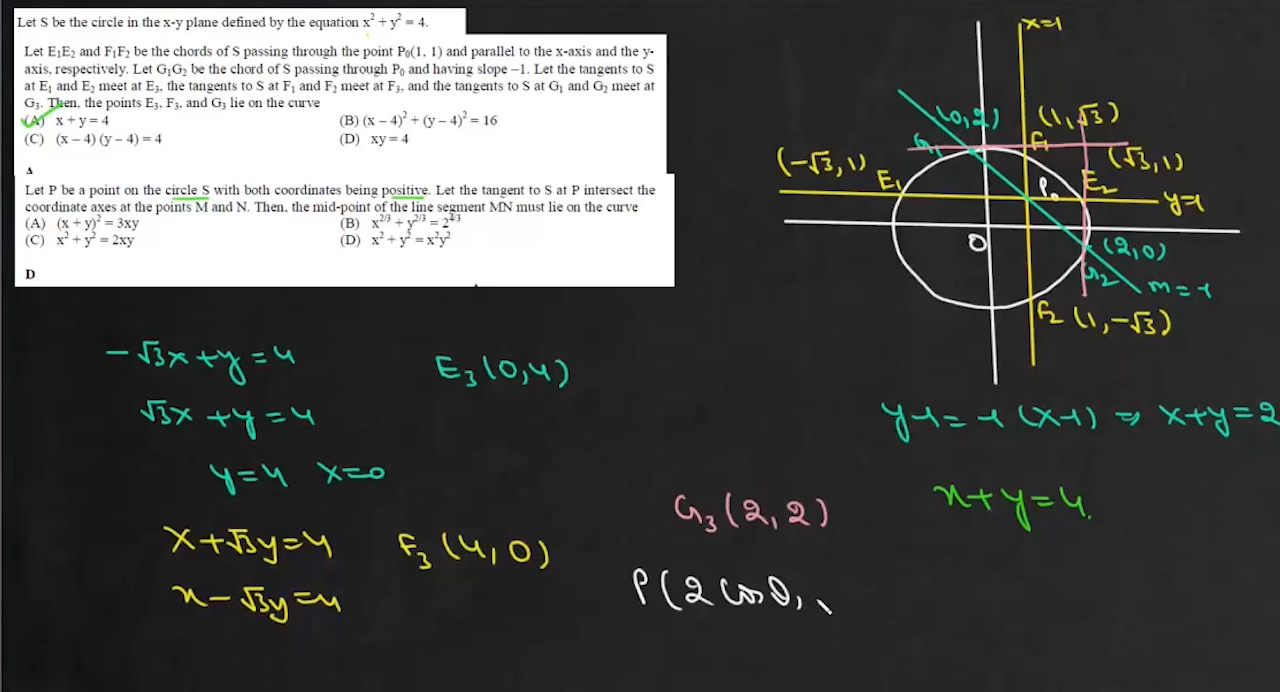 Let S be the circle in the x-y plane defined by the equation x² + y² = 4.
Let E₁E₂ and F₁F₂ be the chords of S passing through the point P₀(1, 1) and parallel to the x-axis and the y-
axis, respectively. Let G₁G₂ be the chord of S passing through P₀ and having slope –1. Let the tangents to S
at E₁ and E₂ meet at E₃, the tangents to S at F₁ and F₂ meet at F₃, and the tangents to S at G₁ and G₂ meet at
G₃. Then, the points E₃, F₃, and G₃ lie on the curve
(A) x + y = 4 (B) (x – 4)² + (y – 4)² = 16
(C) (x – 4) (y – 4) = 4 (D) xy = 4
A
Let P be a point on the circle S with both coordinates being positive. Let the tangent to S at P intersect the
coordinate axes at the points M and N. Then, the mid-point of the line segment MN must lie on the curve
(A) (x + y)² = 3xy (B) x^{2/3} + y^{2/3} = 2^{4/3}
(C) x² + y² = 2xy (D) x² + y² = x²y²
D
x=1
(0,2) (1,√3)
G₁ F₁
(-√3,1) (√3,1)
E₁ P₀ E₂
y=1
O (2,0)
G₂ m=-1
F₂ (1,-√3)
-√3x+y=4 E₃(0,4)
√3x+y=4 y-1=-1(x-1) ⇒ x+y=2
y=4 x=0
G₃(2,2) x+y=4.
x+√3y=4 F₃(4,0)
x-√3y=4 P(2cosθ,